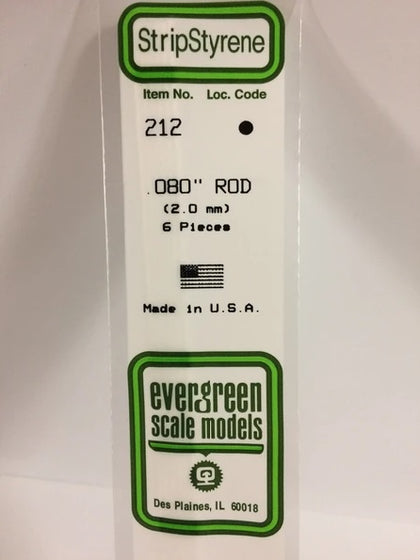 StripStyrene
Item No. Loc. Code
212
.080" ROD
(2.0 mm)
6 Pieces
Made in U.S.A.
evergreen
scale models
Des Plaines, IL 60018